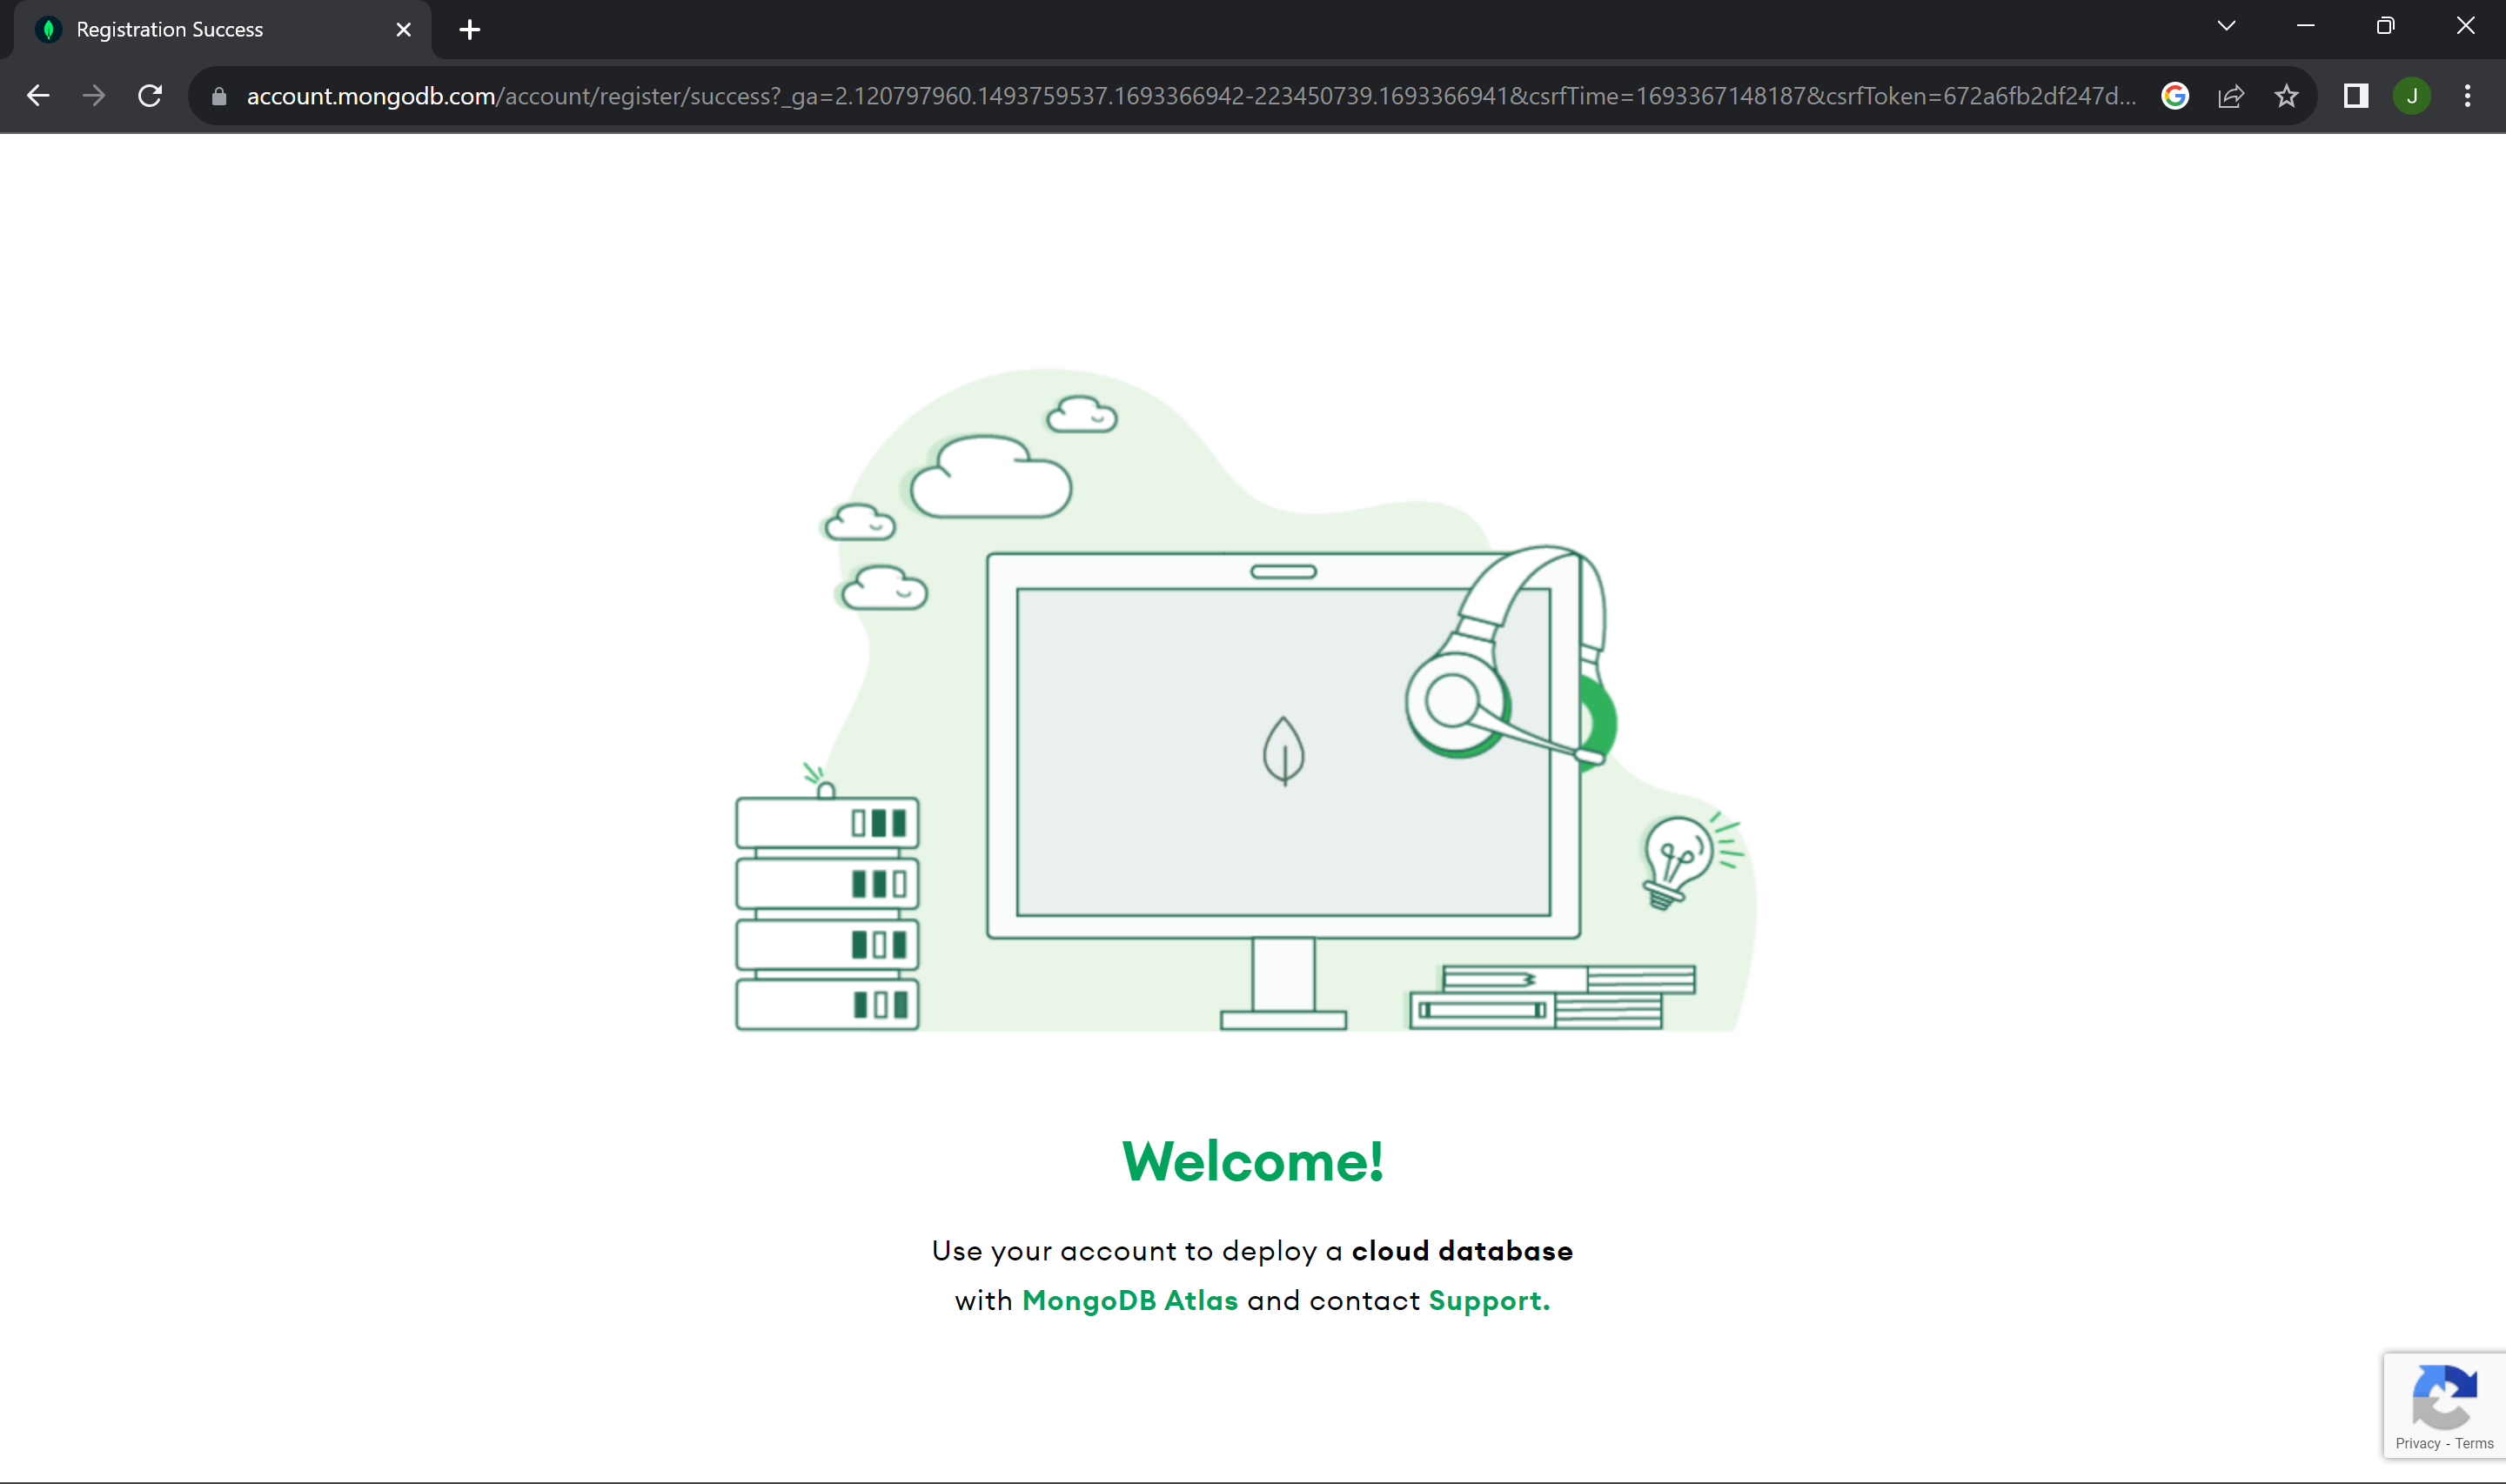 Registration Success
account.mongodb.com/account/register/success?_ga=2.120797960.1493759537.1693366942-223450739.1693366941&csrfTime=1693367148187&csrfToken=672a6fb2df247d...
J
Welcome!
Use your account to deploy a cloud database
with MongoDB Atlas and contact Support.
Privacy - Terms